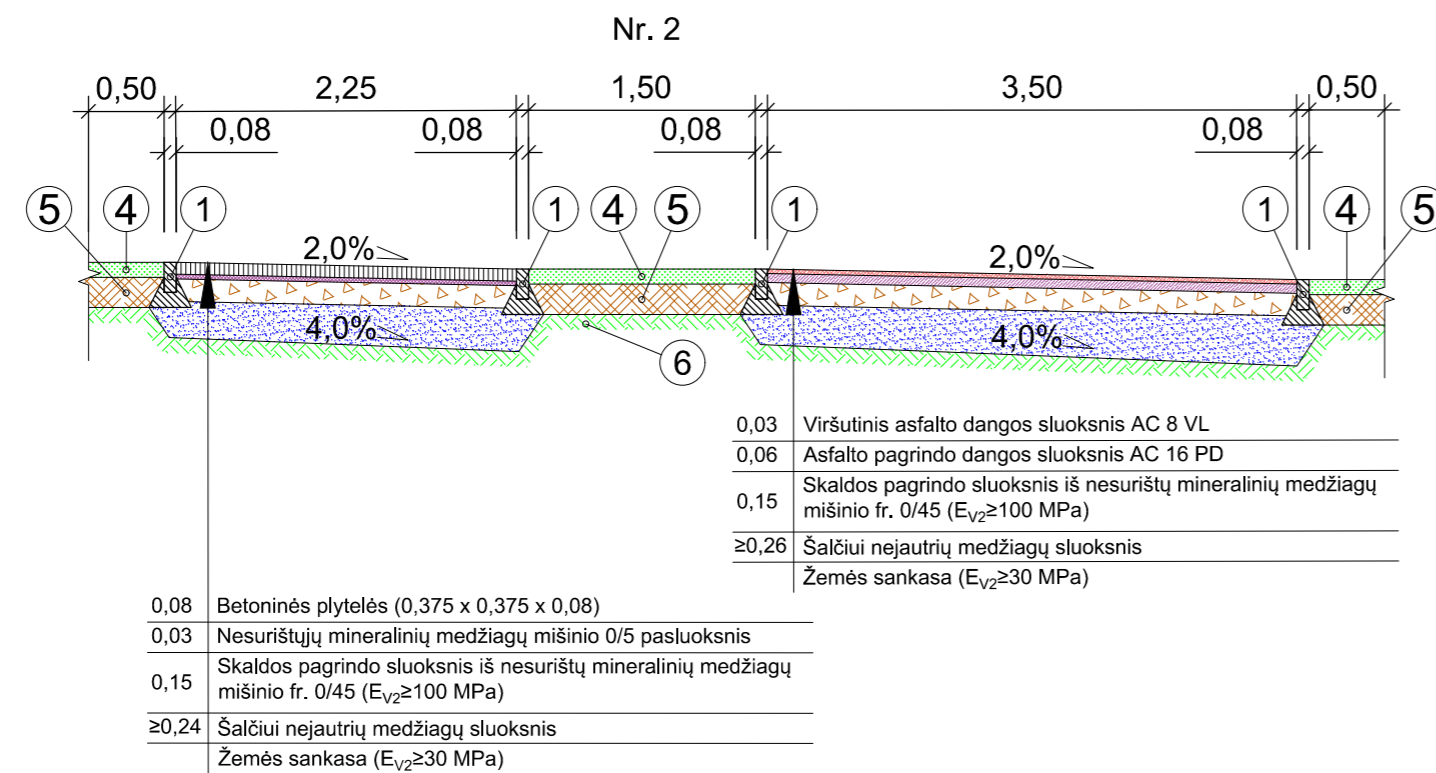 Nr. 2
0,50 2,25 1,50 3,50 0,50
0,08 0,08 0,08 0,08
5 4 1 1 4 5 1 1 4 5
2,0% 2,0%
4,0% 4,0%
6
0,03 Viršutinis asfalto dangos sluoksnis AC 8 VL
0,06 Asfalto pagrindo dangos sluoksnis AC 16 PD
0,15 Skaldos pagrindo sluoksnis iš nesurištų mineralinių medžiagų
mišinio fr. 0/45 (EV2≥100 MPa)
≥0,26 Šalčiui nejautrių medžiagų sluoksnis
Žemės sankasa (EV2≥30 MPa)
0,08 Betoninės plytelės (0,375 x 0,375 x 0,08)
0,03 Nesurištųjų mineralinių medžiagų mišinio 0/5 pasluoksnis
0,15 Skaldos pagrindo sluoksnis iš nesurištų mineralinių medžiagų
mišinio fr. 0/45 (EV2≥100 MPa)
≥0,24 Šalčiui nejautrių medžiagų sluoksnis
Žemės sankasa (EV2≥30 MPa)